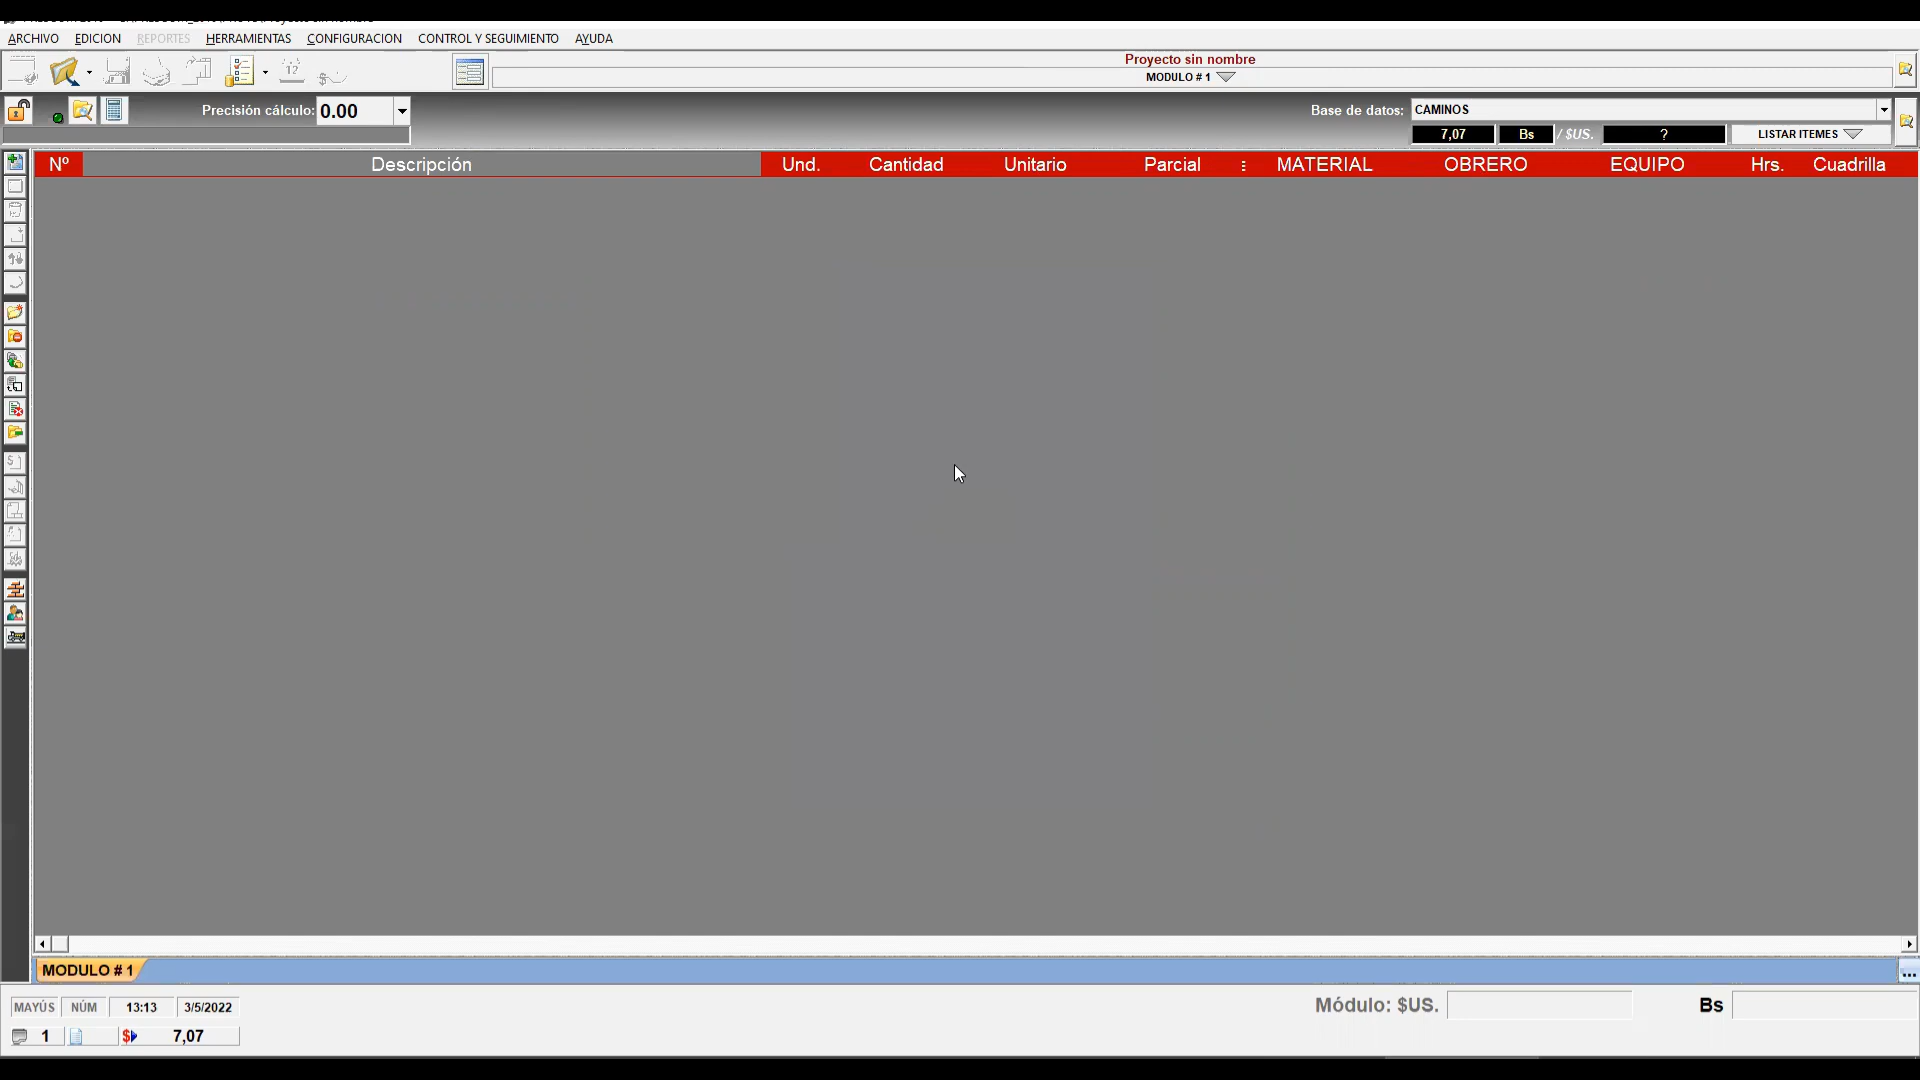 ARCHIVO EDICION REPORTES HERRAMIENTAS CONFIGURACION CONTROL Y SEGUIMIENTO AYUDA
Proyecto sin nombre
MODULO # 1
Precisión cálculo: 0.00
Base de datos: CAMINOS
7,07 Bs / $US. ? LISTAR ITEMES
Nº Descripción Und. Cantidad Unitario Parcial MATERIAL OBRERO EQUIPO Hrs. Cuadrilla
MODULO # 1
...
MAYÚS NÚM 13:13 3/5/2022
Módulo: $US. Bs
1 $ 7,07